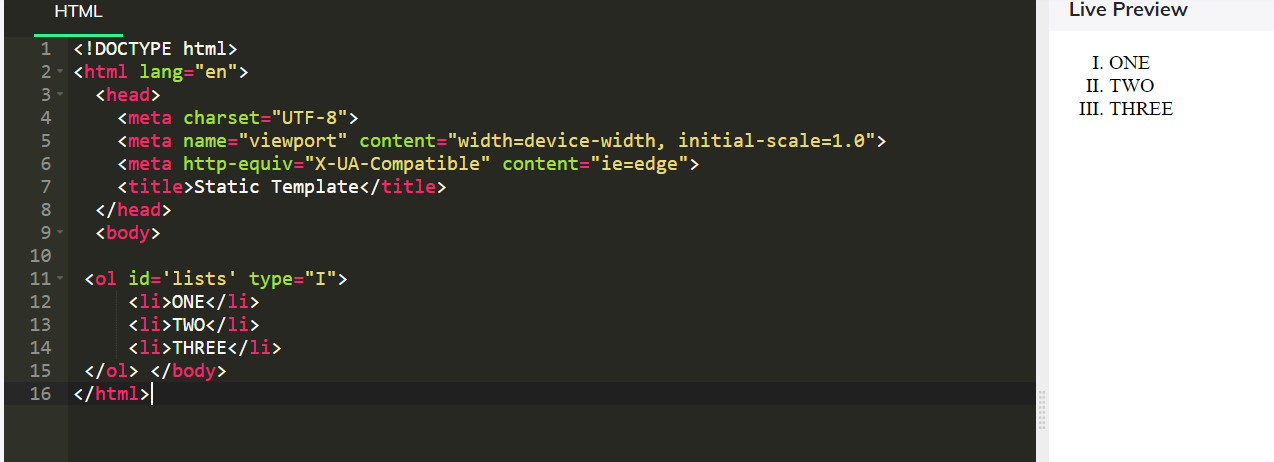 HTML
Live Preview
1 <!DOCTYPE html>
2 <html lang="en">
3 <head>
4 <meta charset="UTF-8">
5 <meta name="viewport" content="width=device-width, initial-scale=1.0">
6 <meta http-equiv="X-UA-Compatible" content="ie=edge">
7 <title>Static Template</title>
8 </head>
9 <body>
10
11 <ol id='lists' type="I">
12 <li>ONE</li>
13 <li>TWO</li>
14 <li>THREE</li>
15 </ol> </body>
16 </html>
I. ONE
II. TWO
III. THREE